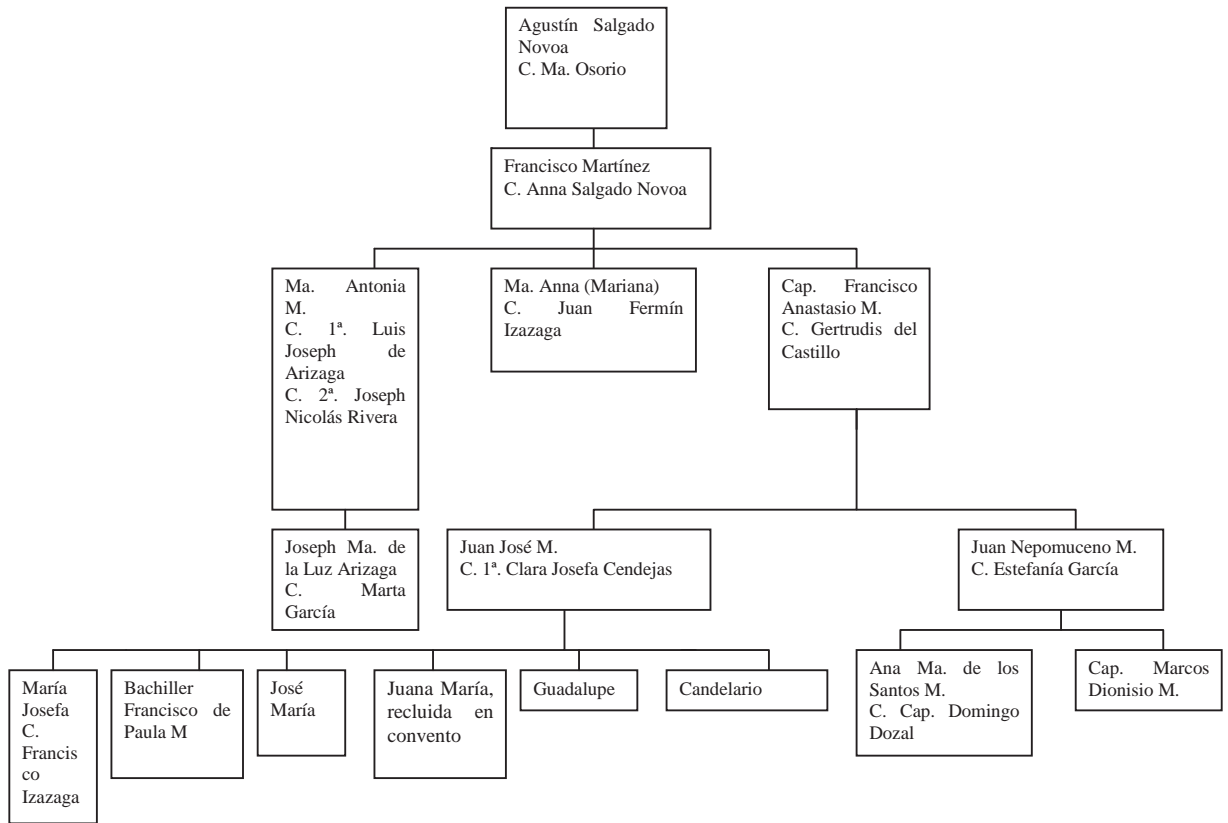 Agustín Salgado
Novoa
C. Ma. Osorio
Francisco Martínez
C. Anna Salgado Novoa
Ma. Antonia
M.
C. 1ª. Luis
Joseph de
Arizaga
C. 2ª. Joseph
Nicolás Rivera
Ma. Anna (Mariana)
C. Juan Fermín
Izazaga
Cap. Francisco
Anastasio M.
C. Gertrudis del
Castillo
Joseph Ma. de
la Luz Arizaga
C. Marta
García
Juan José M.
C. 1ª. Clara Josefa Cendejas
Juan Nepomuceno M.
C. Estefanía García
María
Josefa
C.
Francis
co
Izazaga
Bachiller
Francisco de
Paula M
José
María
Juana María,
recluida en
convento
Guadalupe
Candelario
Ana Ma. de los
Santos M.
C. Cap. Domingo
Dozal
Cap. Marcos
Dionisio M.